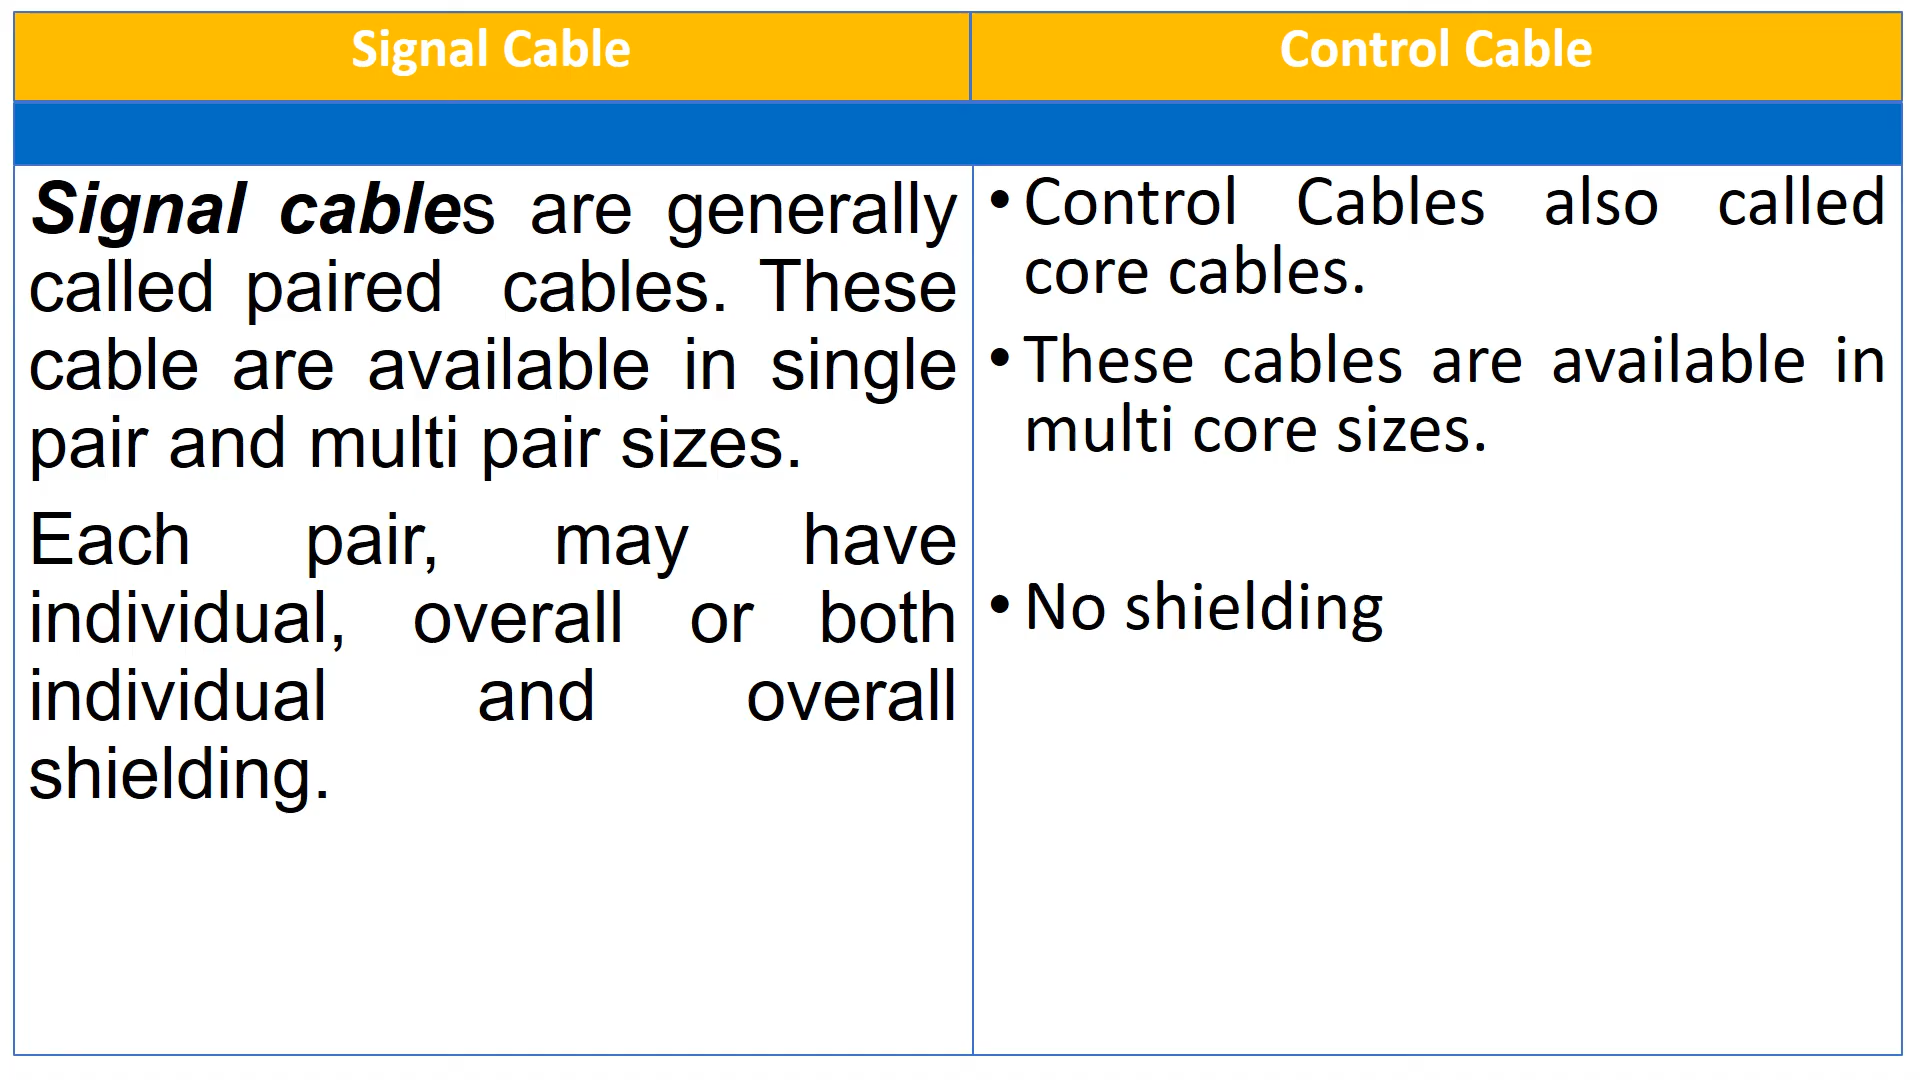 Signal Cable
Control Cable
Signal cables are generally
called paired cables. These
cable are available in single
pair and multi pair sizes.
Each pair, may have
individual, overall or both
individual and overall
shielding.
• Control Cables also called
core cables.
• These cables are available in
multi core sizes.
• No shielding